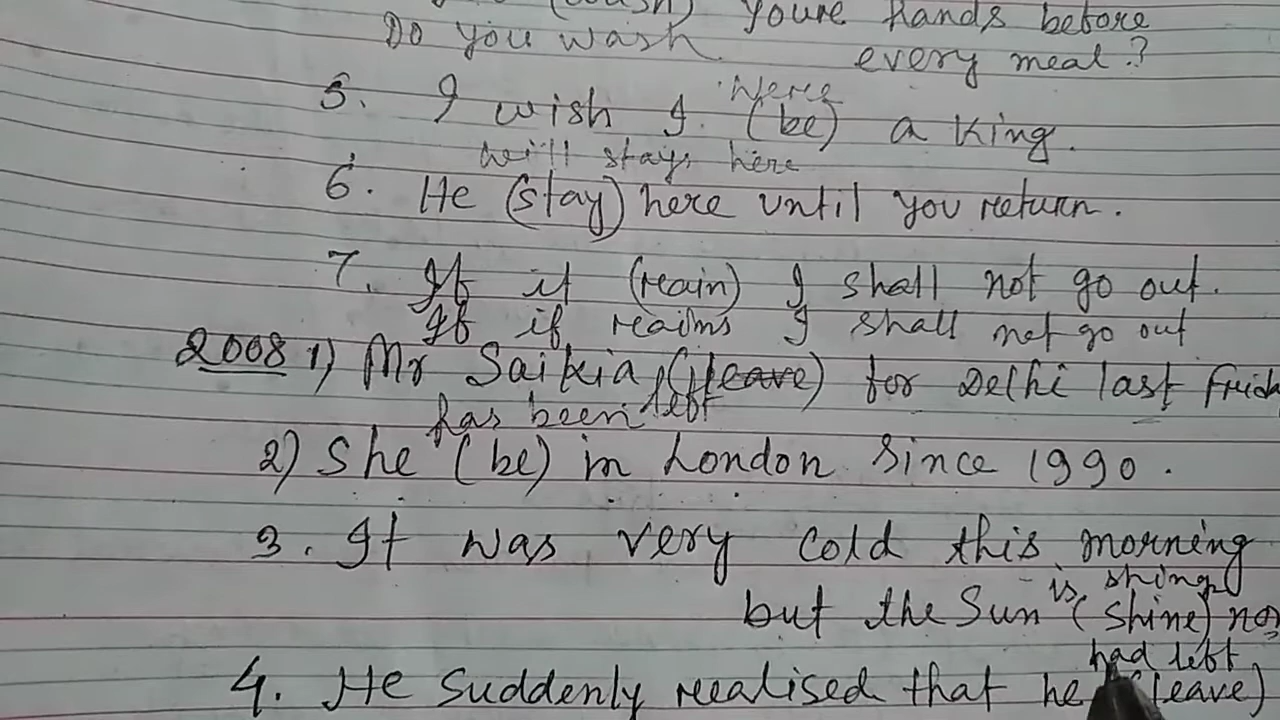 (wash) youre hands before
Do you wash every meal?
were
5. I wish I (be) a King.
will stays here
6. He (stay) here until you return.
7. If it (rain) I shall not go out.
If it rains I shall not go out
2008 1) Mr Saikia (leave) for Delhi last Frid
left
has been
2) She (be) in London Since 1990.
3. It was very cold this morning
is shing
but the Sun (shine) no
had left
4. He suddenly realised that he (leave)